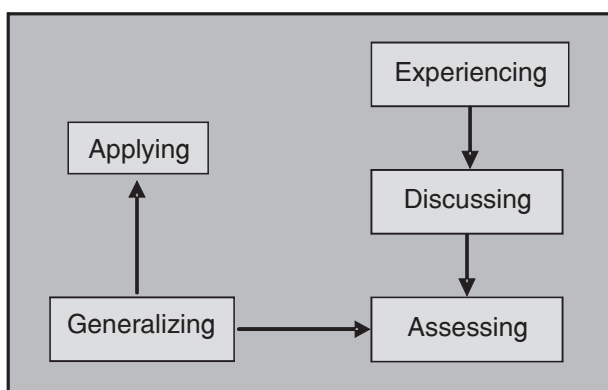 Experiencing
Applying
Discussing
Generalizing
Assessing